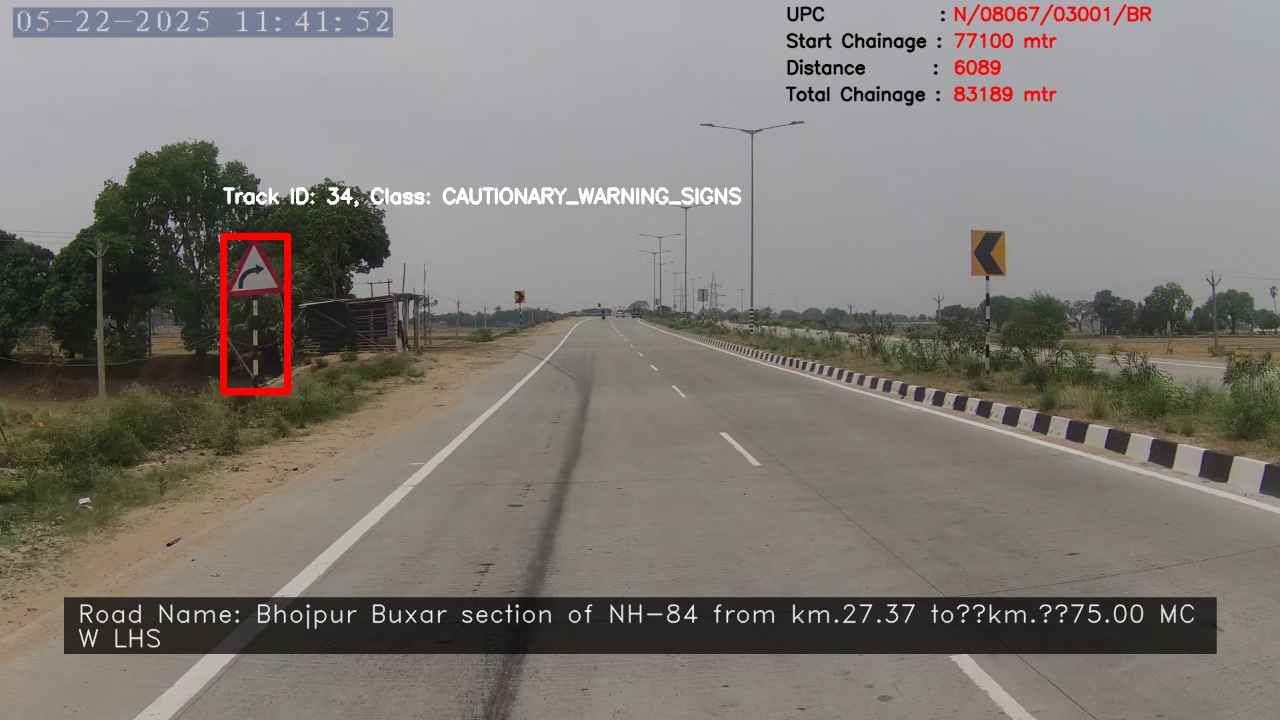 05-22-2025 11:41:52
UPC : N/08067/03001/BR
Start Chainage : 77100 mtr
Distance : 6089
Total Chainage : 83189 mtr
Track ID: 34, Class: CAUTIONARY_WARNING_SIGNS
Road Name: Bhojpur Buxar section of NH-84 from km.27.37 to??km.??75.00 MC
W LHS